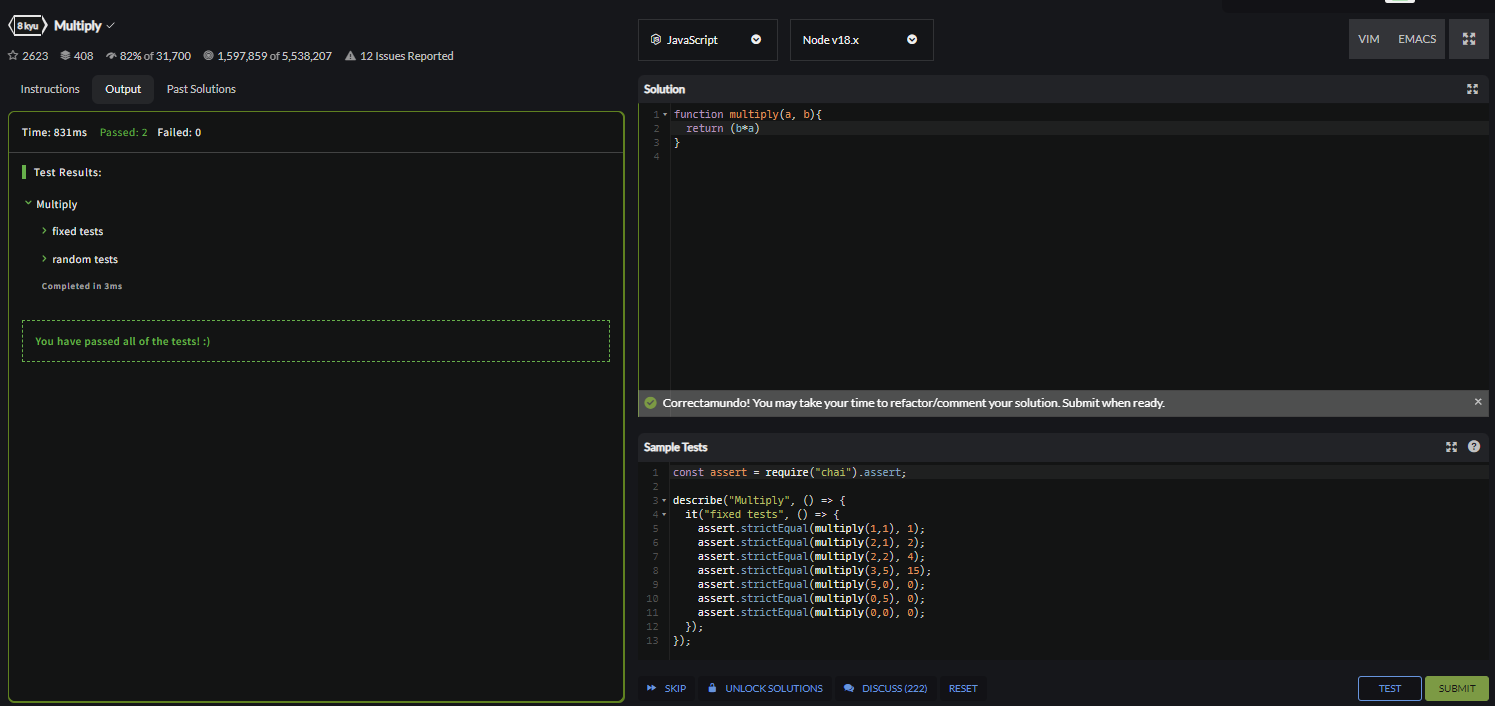 8 kyu Multiply
2623 408 82% of 31,700 1,597,859 of 5,538,207 12 Issues Reported
Instructions Output Past Solutions
Time: 831ms Passed: 2 Failed: 0
Test Results:
Multiply
fixed tests
random tests
Completed in 3ms
You have passed all of the tests! :)
JavaScript Node v18.x VIM EMACS
Solution
1 function multiply(a, b){
2 return (b*a)
3 }
4
Correctamundo! You may take your time to refactor/comment your solution. Submit when ready.
Sample Tests
1 const assert = require("chai").assert;
2
3 describe("Multiply", () => {
4 it("fixed tests", () => {
5 assert.strictEqual(multiply(1,1), 1);
6 assert.strictEqual(multiply(2,1), 2);
7 assert.strictEqual(multiply(2,2), 4);
8 assert.strictEqual(multiply(3,5), 15);
9 assert.strictEqual(multiply(5,0), 0);
10 assert.strictEqual(multiply(0,5), 0);
11 assert.strictEqual(multiply(0,0), 0);
12 });
13 });
SKIP UNLOCK SOLUTIONS DISCUSS (222) RESET TEST SUBMIT